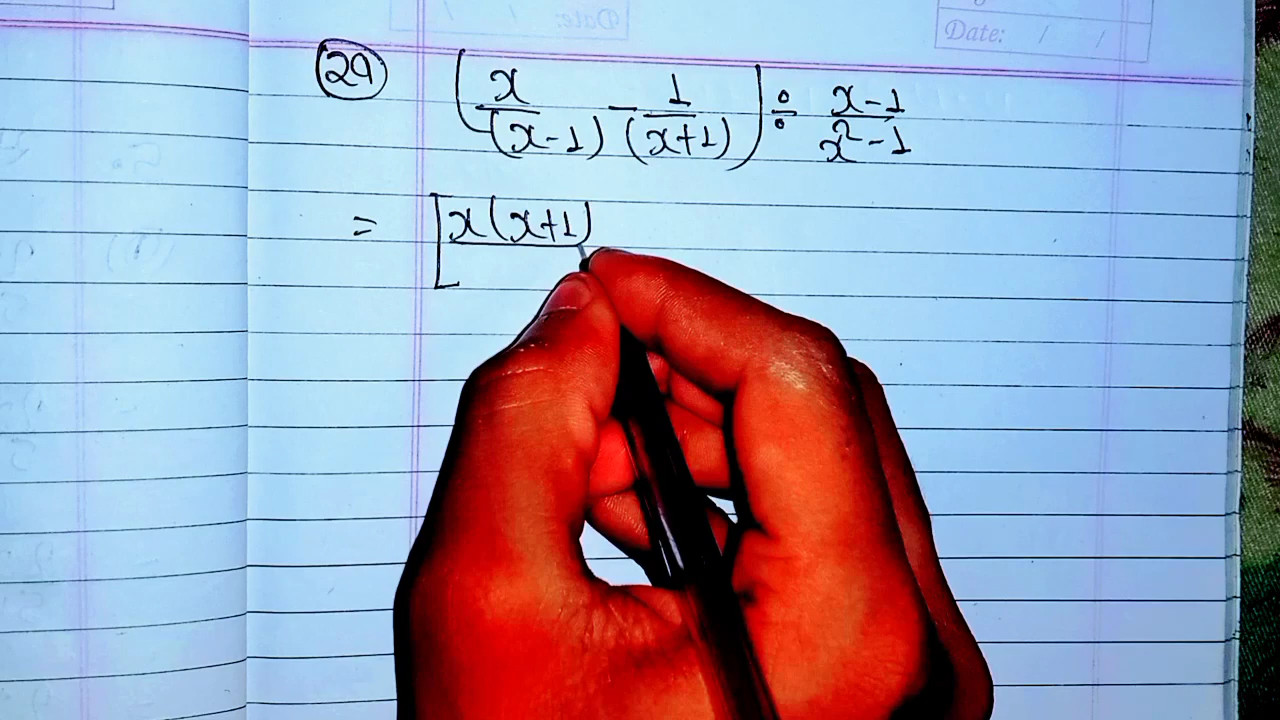 Date: / /
(29) (x/(x-1) - 1/(x+1)) ÷ (x-1)/(x²-1)
= [x(x+1)